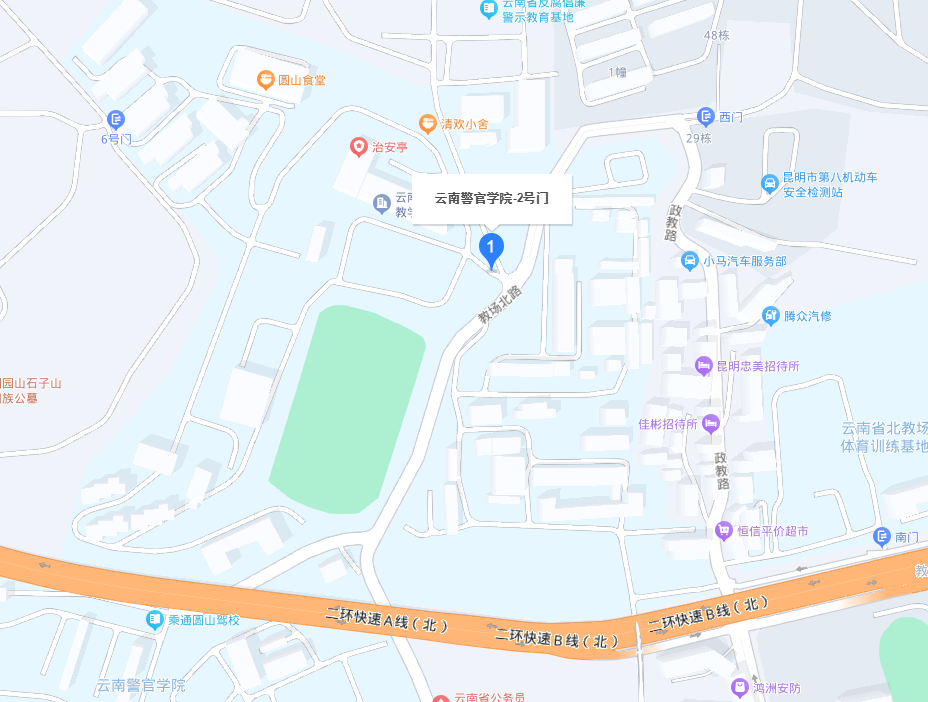 云南省反腐倡廉
警示教育基地
48栋
1幢
圆山食堂
6号门
清欢小舍
西门
29栋
治安亭
昆明市第八机动车
安全检测站
云南警官学院-2号门
教学
1
政教路
小马汽车服务部
教场北路
腾众汽修
昆明忠美招待所
园山石子山
族公墓
佳彬招待所
云南省北教场
体育训练基地
政教路
恒信平价超市
南门
教
二环快速A线（北）
二环快速B线（北）
二环快速B线（北）
乘通圆山驾校
云南警官学院
鸿洲安防
云南省公务员